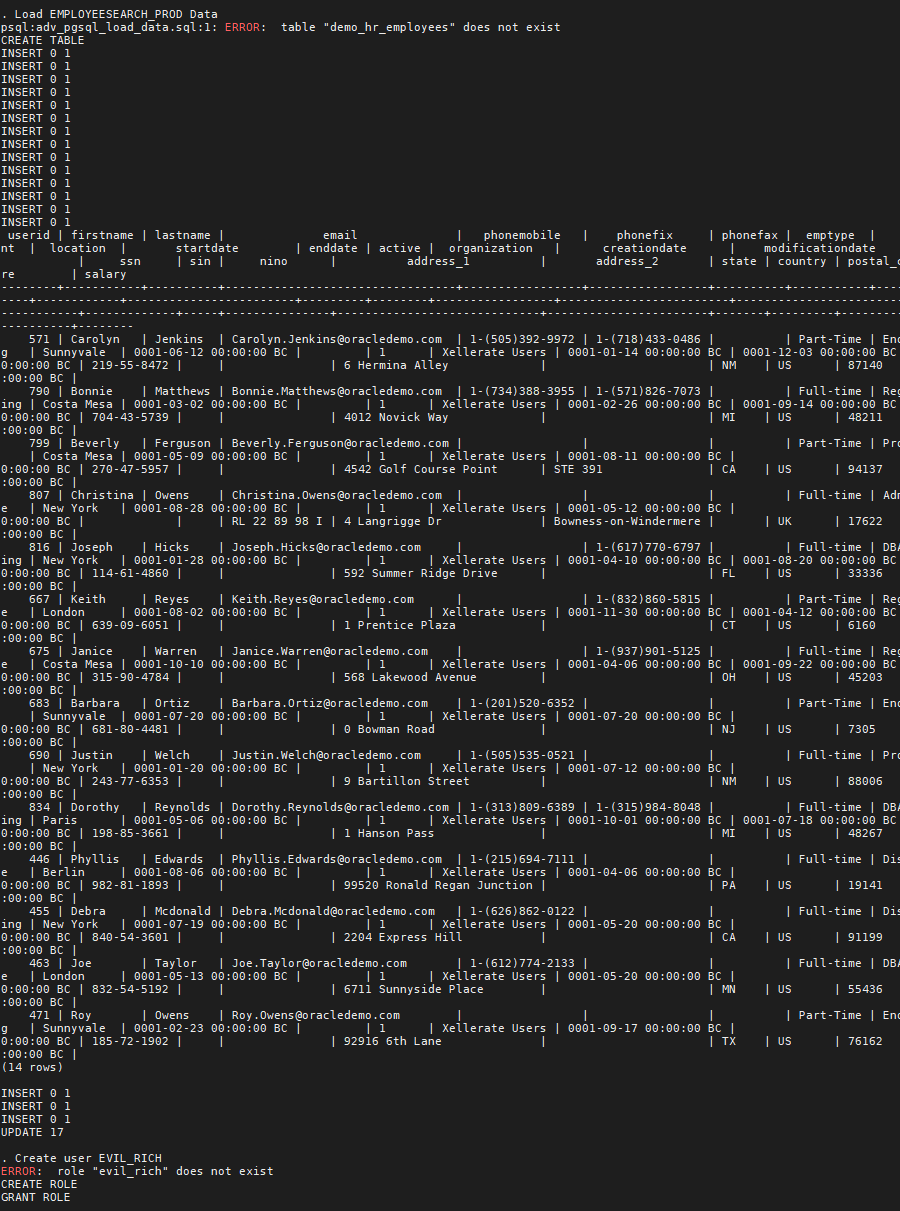 . Load EMPLOYEESEARCH_PROD Data
psql:adv_pgsql_load_data.sql:1: ERROR:  table "demo_hr_employees" does not exist
CREATE TABLE
INSERT 0 1
INSERT 0 1
INSERT 0 1
INSERT 0 1
INSERT 0 1
INSERT 0 1
INSERT 0 1
INSERT 0 1
INSERT 0 1
INSERT 0 1
INSERT 0 1
INSERT 0 1
INSERT 0 1
INSERT 0 1
 userid | firstname | lastname |              email              |   phonemobile   |    phonefix     | phonefax |  emptype  |
nt  |  location  |       startdate        | enddate | active |  organization   |      creationdate      |    modificationdate
           |     ssn     | sin |     nino      |          address_1          |       address_2       | state | country | postal_c
re        | salary
--------+-----------+----------+---------------------------------+-----------------+-----------------+----------+-----------+
----+------------+------------------------+---------+--------+-----------------+------------------------+------------------------
-----------+-------------+-----+---------------+-----------------------------+-----------------------+-------+---------+---------
----------+--------
    571 | Carolyn   | Jenkins  | Carolyn.Jenkins@oracledemo.com  | 1-(505)392-9972 | 1-(718)433-0486 |          | Part-Time | End
g   | Sunnyvale  | 0001-06-12 00:00:00 BC |         | 1      | Xellerate Users | 0001-01-14 00:00:00 BC | 0001-12-03 00:00:00 BC
0:00:00 BC | 219-55-8472 |     |               | 6 Hermina Alley             |                       | NM    | US      | 87140
:00:00 BC |
    790 | Bonnie    | Matthews | Bonnie.Matthews@oracledemo.com  | 1-(734)388-3955 | 1-(571)826-7073 |          | Full-time | Reg
ing | Costa Mesa | 0001-03-02 00:00:00 BC |         | 1      | Xellerate Users | 0001-02-26 00:00:00 BC | 0001-09-14 00:00:00 BC
0:00:00 BC | 704-43-5739 |     |               | 4012 Novick Way             |                       | MI    | US      | 48211
:00:00 BC |
    799 | Beverly   | Ferguson | Beverly.Ferguson@oracledemo.com |                 |                 |          | Part-Time | Pro
    | Costa Mesa | 0001-05-09 00:00:00 BC |         | 1      | Xellerate Users | 0001-08-11 00:00:00 BC |
0:00:00 BC | 270-47-5957 |     |               | 4542 Golf Course Point      | STE 391               | CA    | US      | 94137
:00:00 BC |
    807 | Christina | Owens    | Christina.Owens@oracledemo.com  |                 |                 |          | Full-time | Adm
e   | New York   | 0001-08-28 00:00:00 BC |         | 1      | Xellerate Users | 0001-05-12 00:00:00 BC |
0:00:00 BC |             |     | RL 22 89 98 I | 4 Langrigge Dr              | Bowness-on-Windermere |       | UK      | 17622
:00:00 BC |
    816 | Joseph    | Hicks    | Joseph.Hicks@oracledemo.com     |                 | 1-(617)770-6797 |          | Full-time | DBA
ing | New York   | 0001-01-28 00:00:00 BC |         | 1      | Xellerate Users | 0001-04-10 00:00:00 BC | 0001-08-20 00:00:00 BC
0:00:00 BC | 114-61-4860 |     |               | 592 Summer Ridge Drive      |                       | FL    | US      | 33336
:00:00 BC |
    667 | Keith     | Reyes    | Keith.Reyes@oracledemo.com      |                 | 1-(832)860-5815 |          | Part-Time | Reg
e   | London     | 0001-08-02 00:00:00 BC |         | 1      | Xellerate Users | 0001-11-30 00:00:00 BC | 0001-04-12 00:00:00 BC
0:00:00 BC | 639-09-6051 |     |               | 1 Prentice Plaza            |                       | CT    | US      | 6160
:00:00 BC |
    675 | Janice    | Warren   | Janice.Warren@oracledemo.com    |                 | 1-(937)901-5125 |          | Full-time | Reg
e   | Costa Mesa | 0001-10-10 00:00:00 BC |         | 1      | Xellerate Users | 0001-04-06 00:00:00 BC | 0001-09-22 00:00:00 BC
0:00:00 BC | 315-90-4784 |     |               | 568 Lakewood Avenue         |                       | OH    | US      | 45203
:00:00 BC |
    683 | Barbara   | Ortiz    | Barbara.Ortiz@oracledemo.com    | 1-(201)520-6352 |                 |          | Part-Time | End
    | Sunnyvale  | 0001-07-20 00:00:00 BC |         | 1      | Xellerate Users | 0001-07-20 00:00:00 BC |
0:00:00 BC | 681-80-4481 |     |               | 0 Bowman Road               |                       | NJ    | US      | 7305
:00:00 BC |
    690 | Justin    | Welch    | Justin.Welch@oracledemo.com     | 1-(505)535-0521 |                 |          | Full-time | Pro
    | New York   | 0001-01-20 00:00:00 BC |         | 1      | Xellerate Users | 0001-07-12 00:00:00 BC |
0:00:00 BC | 243-77-6353 |     |               | 9 Bartillon Street          |                       | NM    | US      | 88006
:00:00 BC |
    834 | Dorothy   | Reynolds | Dorothy.Reynolds@oracledemo.com | 1-(313)809-6389 | 1-(315)984-8048 |          | Full-time | DBA
ing | Paris      | 0001-05-06 00:00:00 BC |         | 1      | Xellerate Users | 0001-10-01 00:00:00 BC | 0001-07-18 00:00:00 BC
0:00:00 BC | 198-85-3661 |     |               | 1 Hanson Pass               |                       | MI    | US      | 48267
:00:00 BC |
    446 | Phyllis   | Edwards  | Phyllis.Edwards@oracledemo.com  | 1-(215)694-7111 |                 |          | Full-time | Dis
e   | Berlin     | 0001-08-06 00:00:00 BC |         | 1      | Xellerate Users | 0001-04-06 00:00:00 BC |
0:00:00 BC | 982-81-1893 |     |               | 99520 Ronald Regan Junction |                       | PA    | US      | 19141
:00:00 BC |
    455 | Debra     | Mcdonald | Debra.Mcdonald@oracledemo.com   | 1-(626)862-0122 |                 |          | Full-time | Dis
ing | New York   | 0001-07-19 00:00:00 BC |         | 1      | Xellerate Users | 0001-05-20 00:00:00 BC |
0:00:00 BC | 840-54-3601 |     |               | 2204 Express Hill           |                       | CA    | US      | 91199
:00:00 BC |
    463 | Joe       | Taylor   | Joe.Taylor@oracledemo.com       | 1-(612)774-2133 |                 |          | Full-time | DBA
e   | London     | 0001-05-13 00:00:00 BC |         | 1      | Xellerate Users | 0001-05-20 00:00:00 BC |
0:00:00 BC | 832-54-5192 |     |               | 6711 Sunnyside Place        |                       | MN    | US      | 55436
:00:00 BC |
    471 | Roy       | Owens    | Roy.Owens@oracledemo.com        |                 |                 |          | Part-Time | End
g   | Sunnyvale  | 0001-02-23 00:00:00 BC |         | 1      | Xellerate Users | 0001-09-17 00:00:00 BC |
0:00:00 BC | 185-72-1902 |     |               | 92916 6th Lane              |                       | TX    | US      | 76162
:00:00 BC |
(14 rows)

INSERT 0 1
INSERT 0 1
INSERT 0 1
UPDATE 17

. Create user EVIL_RICH
ERROR:  role "evil_rich" does not exist
CREATE ROLE
GRANT ROLE